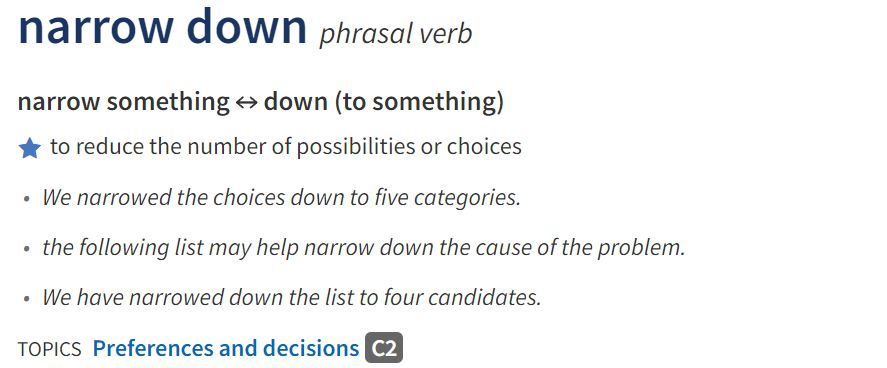 narrow down phrasal verb
narrow something ↔ down (to something)
to reduce the number of possibilities or choices
• We narrowed the choices down to five categories.
• the following list may help narrow down the cause of the problem.
• We have narrowed down the list to four candidates.
TOPICS Preferences and decisions C2